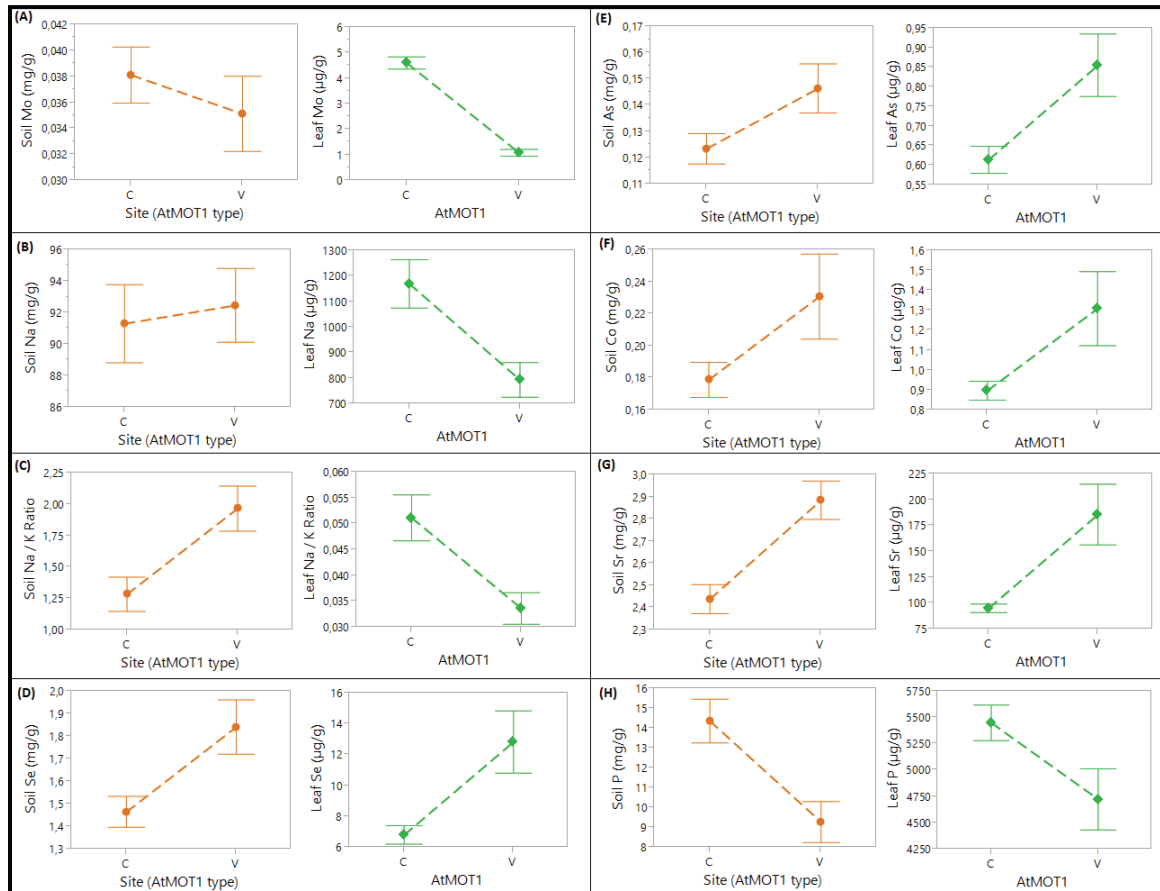 (A)
Soil Mo (mg/g)
0,042
0,040
0,038
0,036
0,034
0,032
0,030
C V
Site (AtMOT1 type)
Leaf Mo (µg/g)
6
5
4
3
2
1
0
C V
AtMOT1
(B)
Soil Na (mg/g)
96
94
92
90
88
86
C V
Site (AtMOT1 type)
Leaf Na (µg/g)
1300
1200
1100
1000
900
800
700
C V
AtMOT1
(C)
Soil Na / K Ratio
2,25
2,00
1,75
1,50
1,25
1,00
C V
Site (AtMOT1 type)
Leaf Na / K Ratio
0,060
0,055
0,050
0,045
0,040
0,035
0,030
C V
AtMOT1
(D)
Soil Se (mg/g)
2,0
1,9
1,8
1,7
1,6
1,5
1,4
1,3
C V
Site (AtMOT1 type)
Leaf Se (µg/g)
16
14
12
10
8
6
C V
AtMOT1
(E)
Soil As (mg/g)
0,17
0,16
0,15
0,14
0,13
0,12
0,11
C V
Site (AtMOT1 type)
Leaf As (µg/g)
0,95
0,90
0,85
0,80
0,75
0,70
0,65
0,60
0,55
C V
AtMOT1
(F)
Soil Co (mg/g)
0,26
0,24
0,22
0,20
0,18
0,16
C V
Site (AtMOT1 type)
Leaf Co (µg/g)
1,6
1,5
1,4
1,3
1,2
1,1
1,0
0,9
0,8
C V
AtMOT1
(G)
Soil Sr (mg/g)
3,0
2,9
2,8
2,7
2,6
2,5
2,4
2,3
C V
Site (AtMOT1 type)
Leaf Sr (µg/g)
225
200
175
150
125
100
75
C V
AtMOT1
(H)
Soil P (mg/g)
16
15
14
13
12
11
10
9
8
C V
Site (AtMOT1 type)
Leaf P (µg/g)
5750
5500
5250
5000
4750
4500
4250
C V
AtMOT1